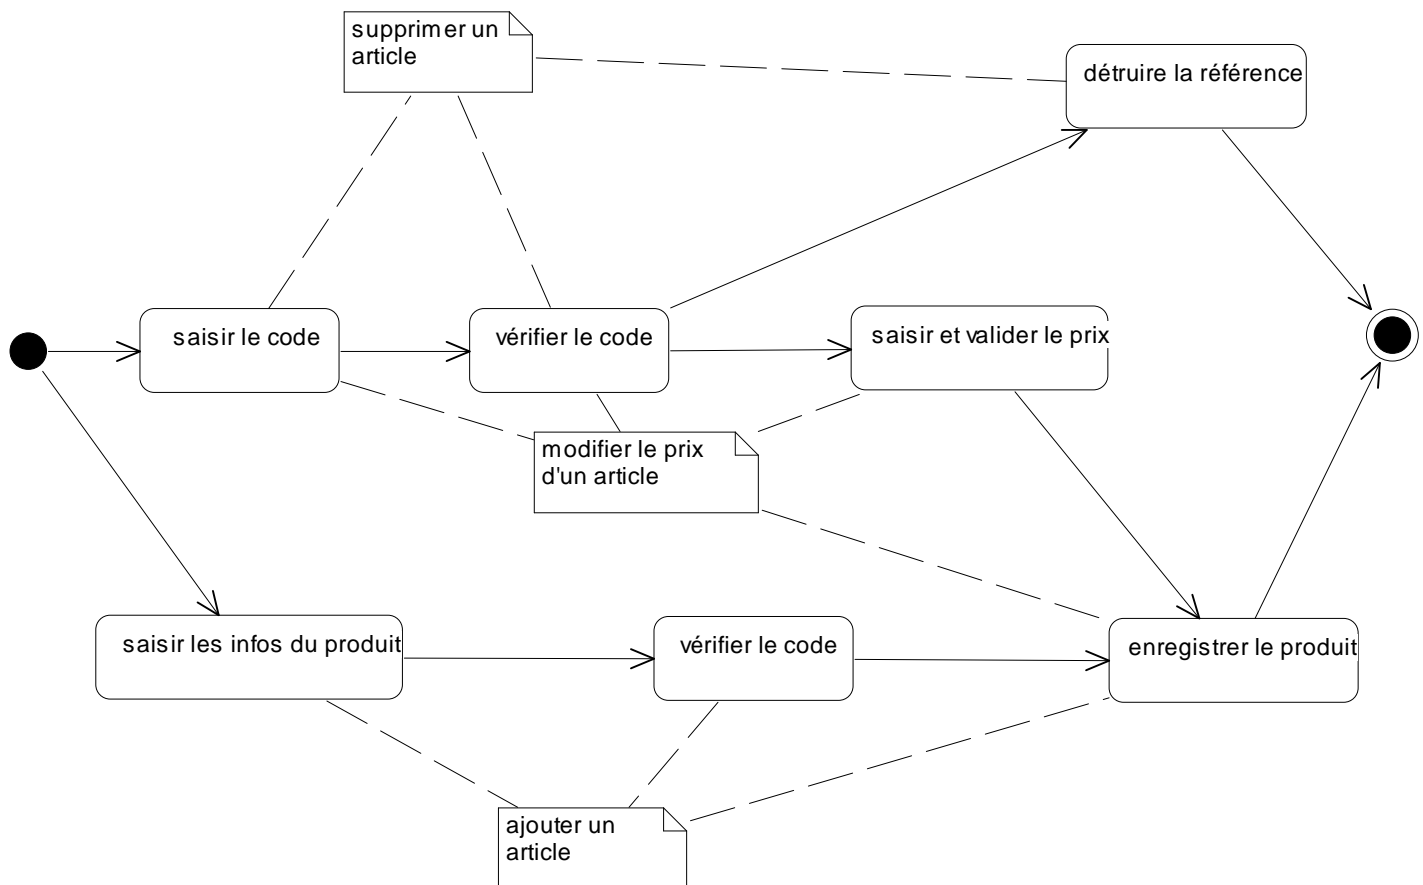 supprimer un
article
détruire la référence
saisir le code
vérifier le code
saisir et valider le prix
modifier le prix
d'un article
saisir les infos du produit
vérifier le code
enregistrer le produit
ajouter un
article